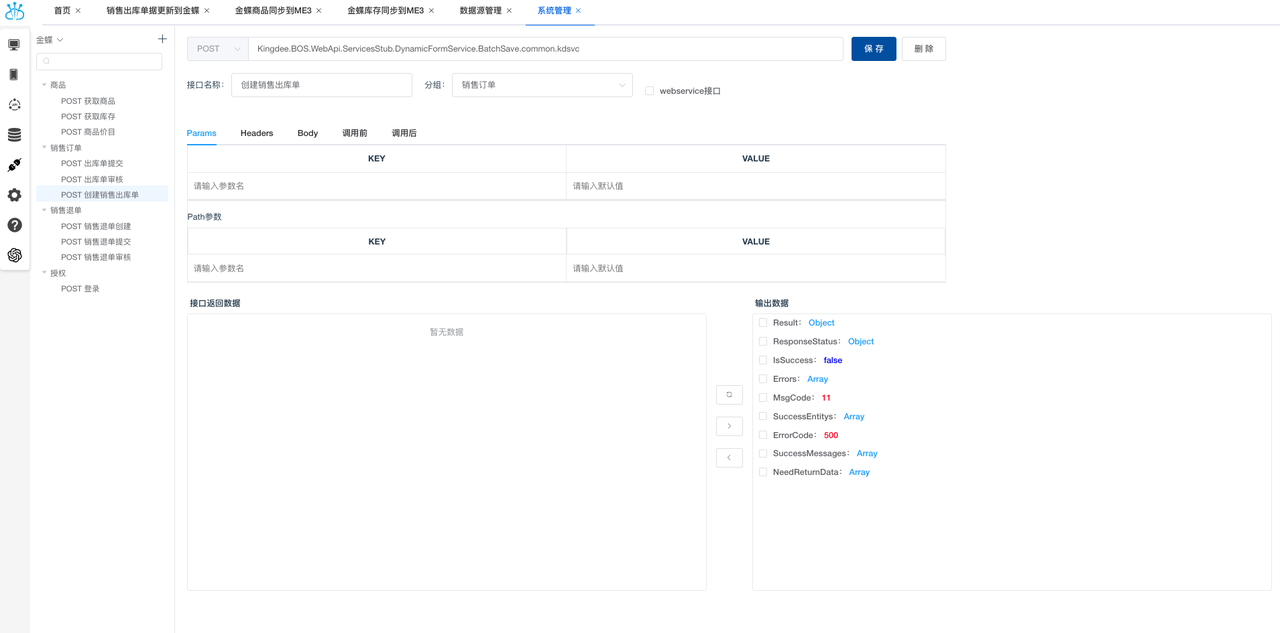 首页 销售出库单据更新到金蝶 金蝶商品同步到ME3 金蝶库存同步到ME3 数据源管理 系统管理
金蝶
商品
POST 获取商品
POST 获取库存
POST 商品价目
销售订单
POST 出库单提交
POST 出库单审核
POST 创建销售出库单
销售退单
POST 销售退单创建
POST 销售退单提交
POST 销售退单审核
授权
POST 登录
POST Kingdee.BOS.WebApi.ServicesStub.DynamicFormService.BatchSave.common.kdsvc 保 存 删 除
接口名称： 创建销售出库单 分组： 销售订单 webservice接口
Params Headers Body 调用前 调用后
KEY VALUE
请输入参数名 请输入默认值
Path参数
KEY VALUE
请输入参数名 请输入默认值
接口返回数据
暂无数据
输出数据
Result： Object
ResponseStatus： Object
IsSuccess： false
Errors： Array
MsgCode： 11
SuccessEntitys： Array
ErrorCode： 500
SuccessMessages： Array
NeedReturnData： Array